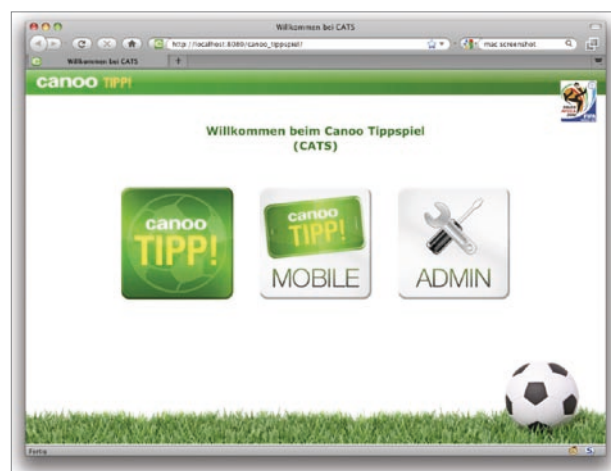 Willkommen bei CATS
http://localhost:8080/canoo_tippspiel/
mac screenshot
Willkommen bei CATS
canoo TIPP!
Willkommen beim Canoo Tippspiel
(CATS)
canoo
TIPP!
canoo
TIPP!
MOBILE
ADMIN
Fertig